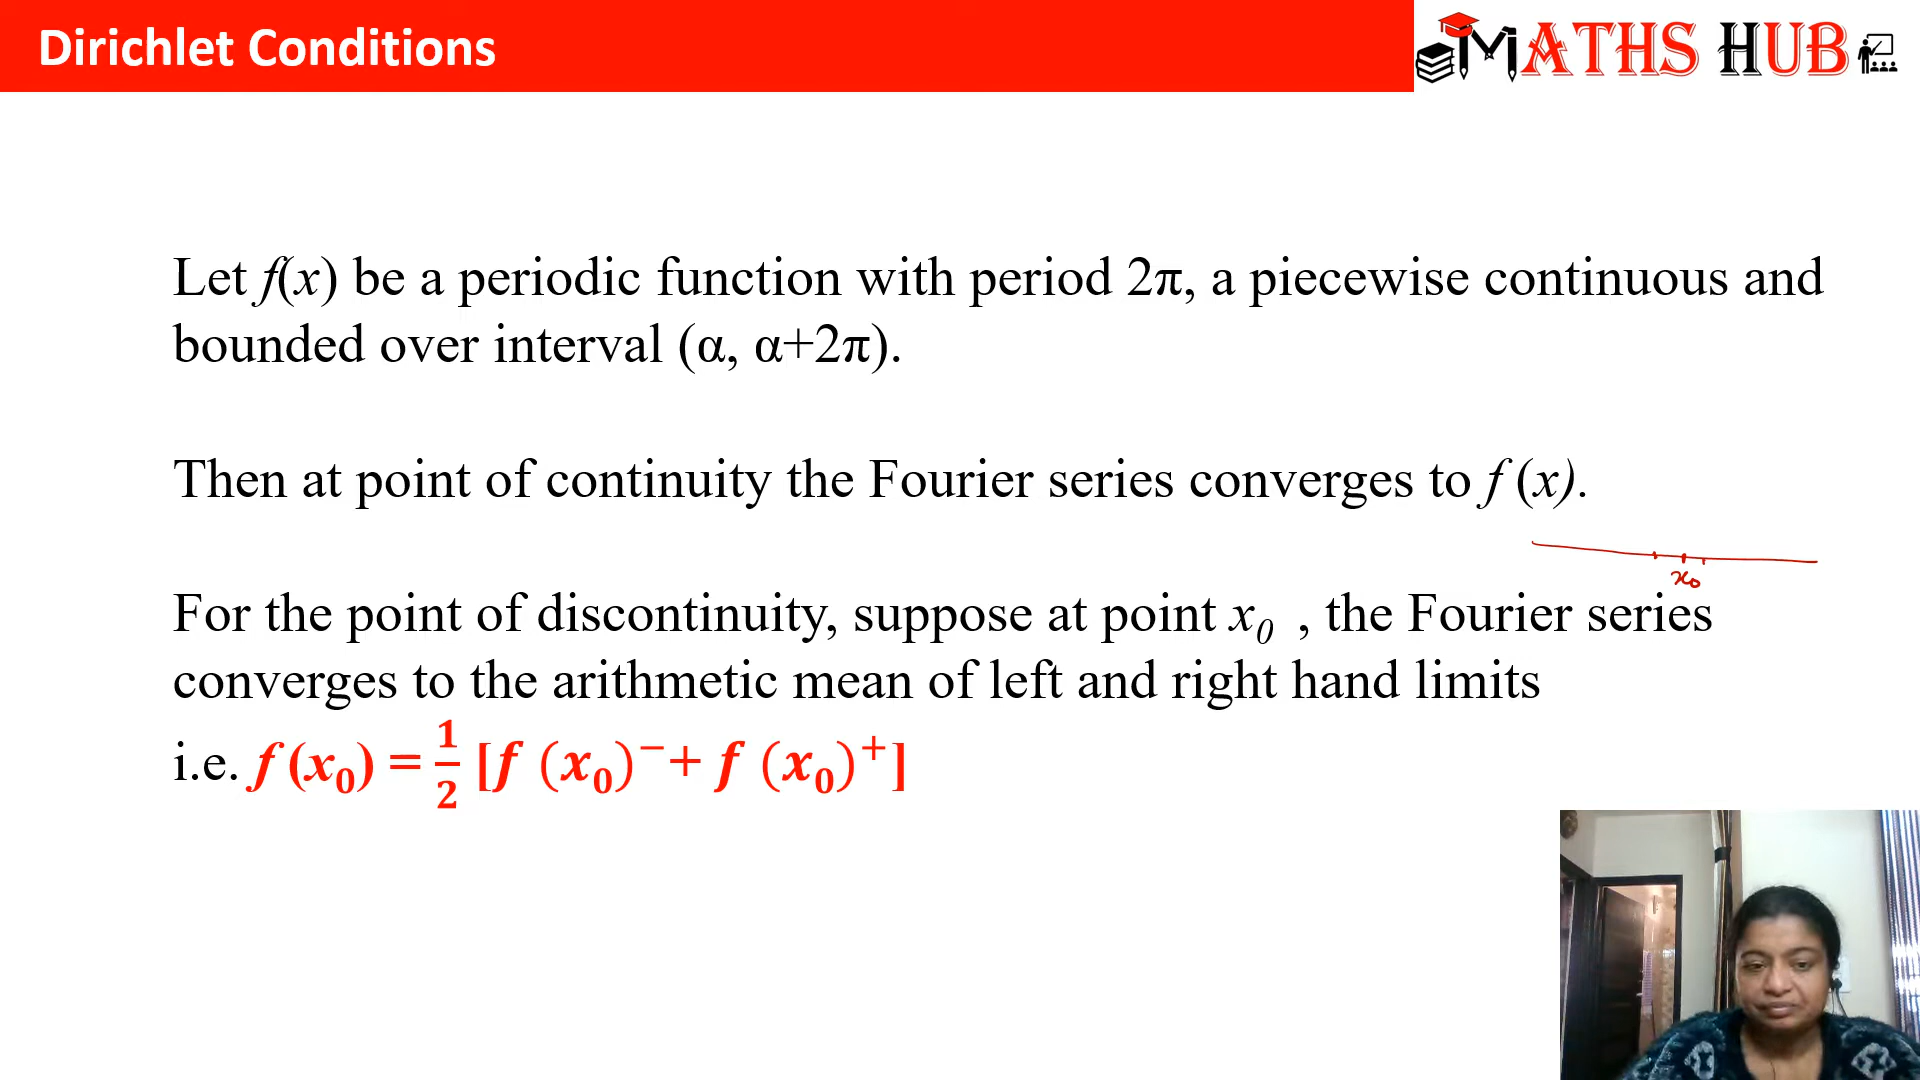 Dirichlet Conditions
MATHS HUB
Let f(x) be a periodic function with period 2π, a piecewise continuous and
bounded over interval (α, α+2π).
Then at point of continuity the Fourier series converges to f (x).
x₀
For the point of discontinuity, suppose at point x₀ , the Fourier series
converges to the arithmetic mean of left and right hand limits
i.e. f (x₀) = 1/2 [f (x₀)⁻+ f (x₀)⁺]